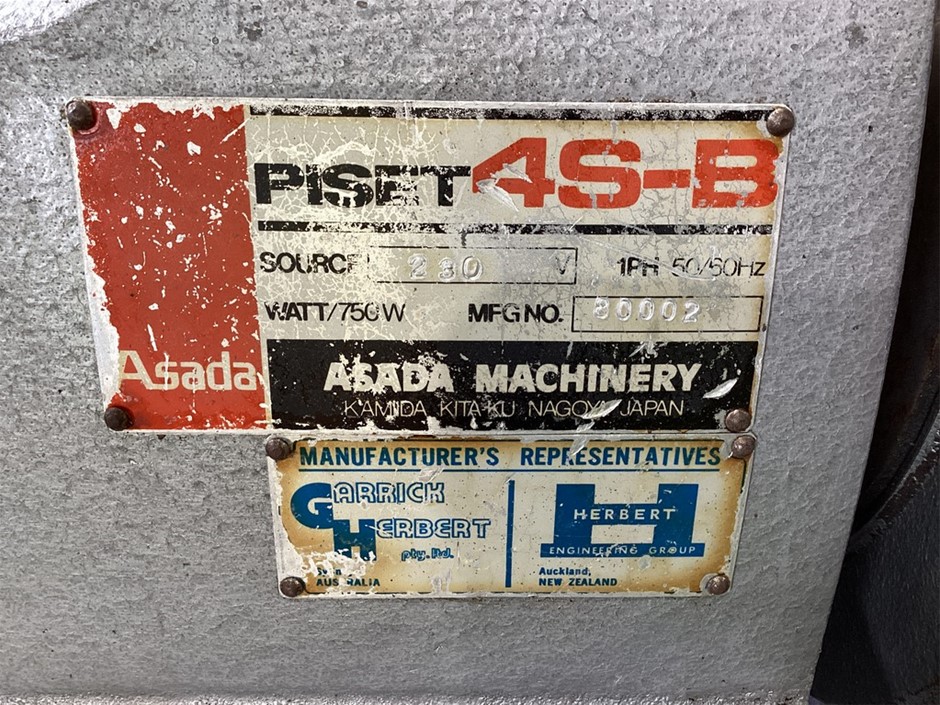 PISET 4S-B
SOURCE 230 V 1PH 50/60Hz
WATT/750W MFG NO. 80002
Asada
ASADA MACHINERY
KAMIDA KITA-KU NAGOYA JAPAN
MANUFACTURER'S REPRESENTATIVES
GARRICK
HERBERT
pty. ltd.
AUSTRALIA
HERBERT
ENGINEERING GROUP
Auckland,
NEW ZEALAND